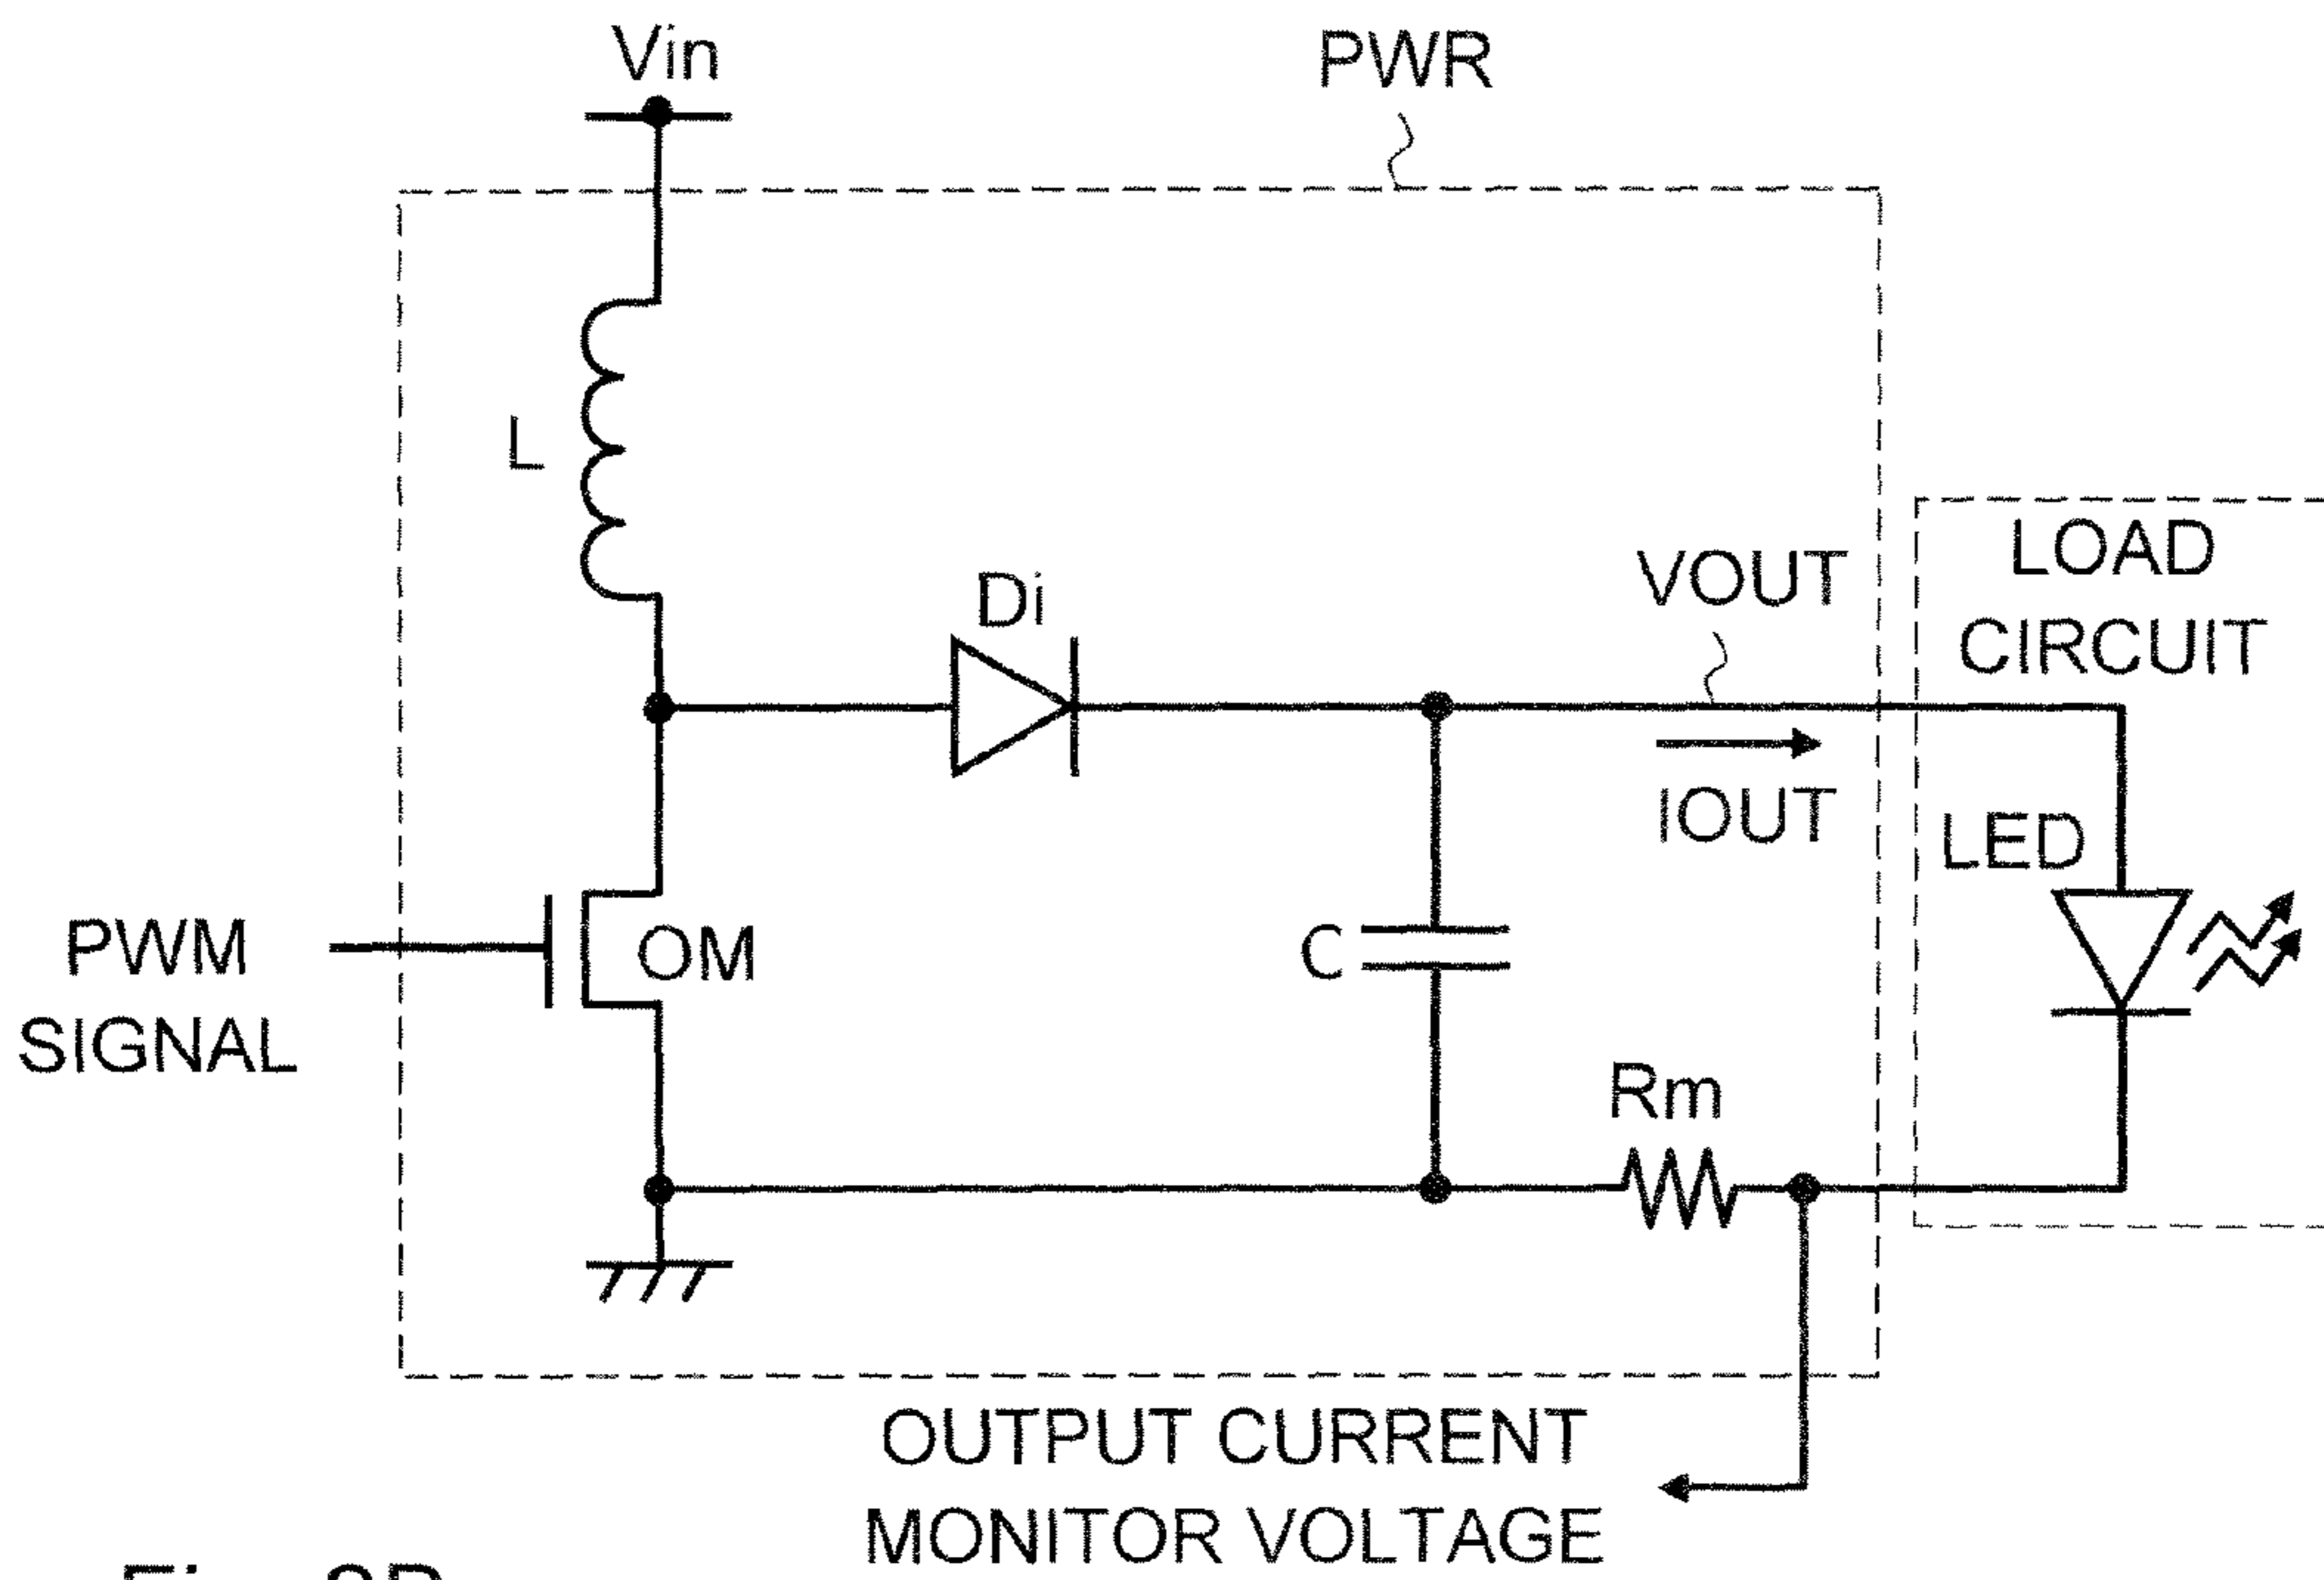 Vin
PWR
L
Di
VOUT
LOAD
CIRCUIT
IOUT
LED
PWM
SIGNAL
OM
C
Rm
OUTPUT CURRENT
MONITOR VOLTAGE